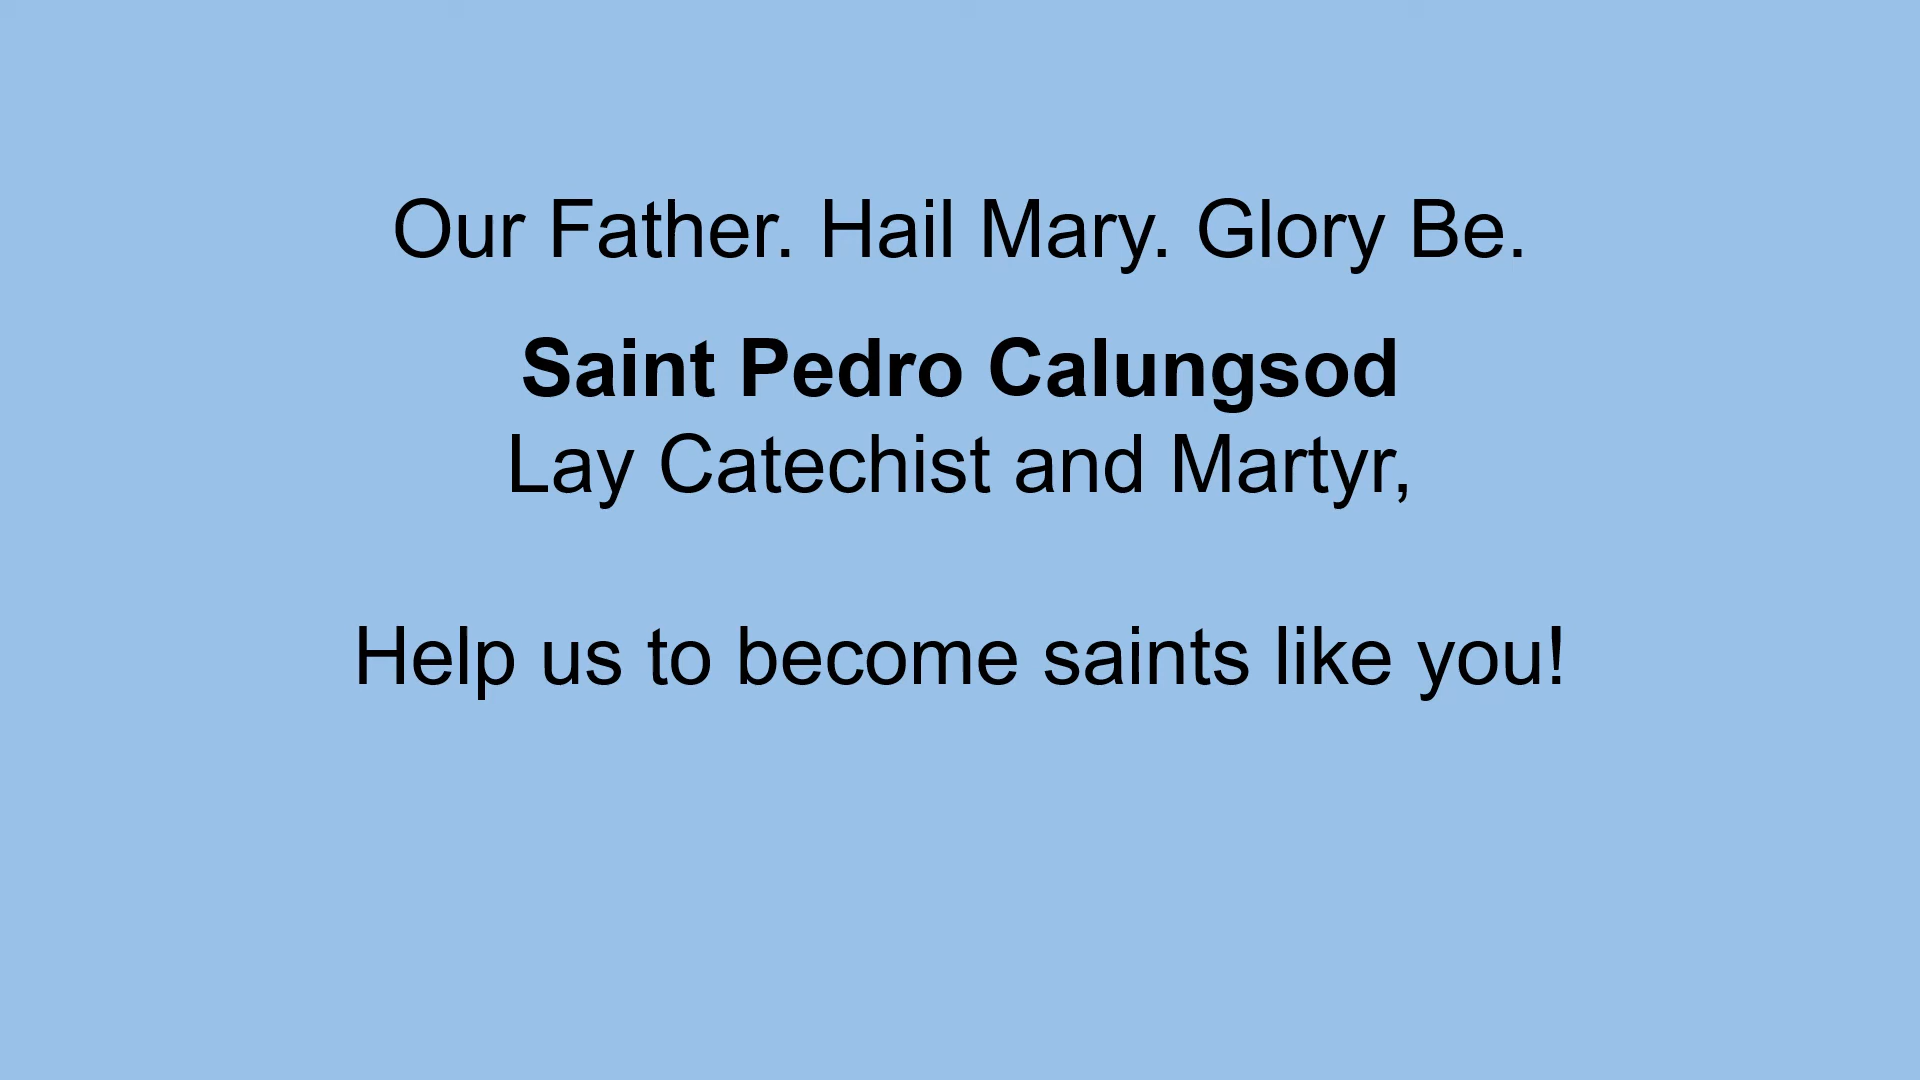 Our Father. Hail Mary. Glory Be.
Saint Pedro Calungsod
Lay Catechist and Martyr,
Help us to become saints like you!